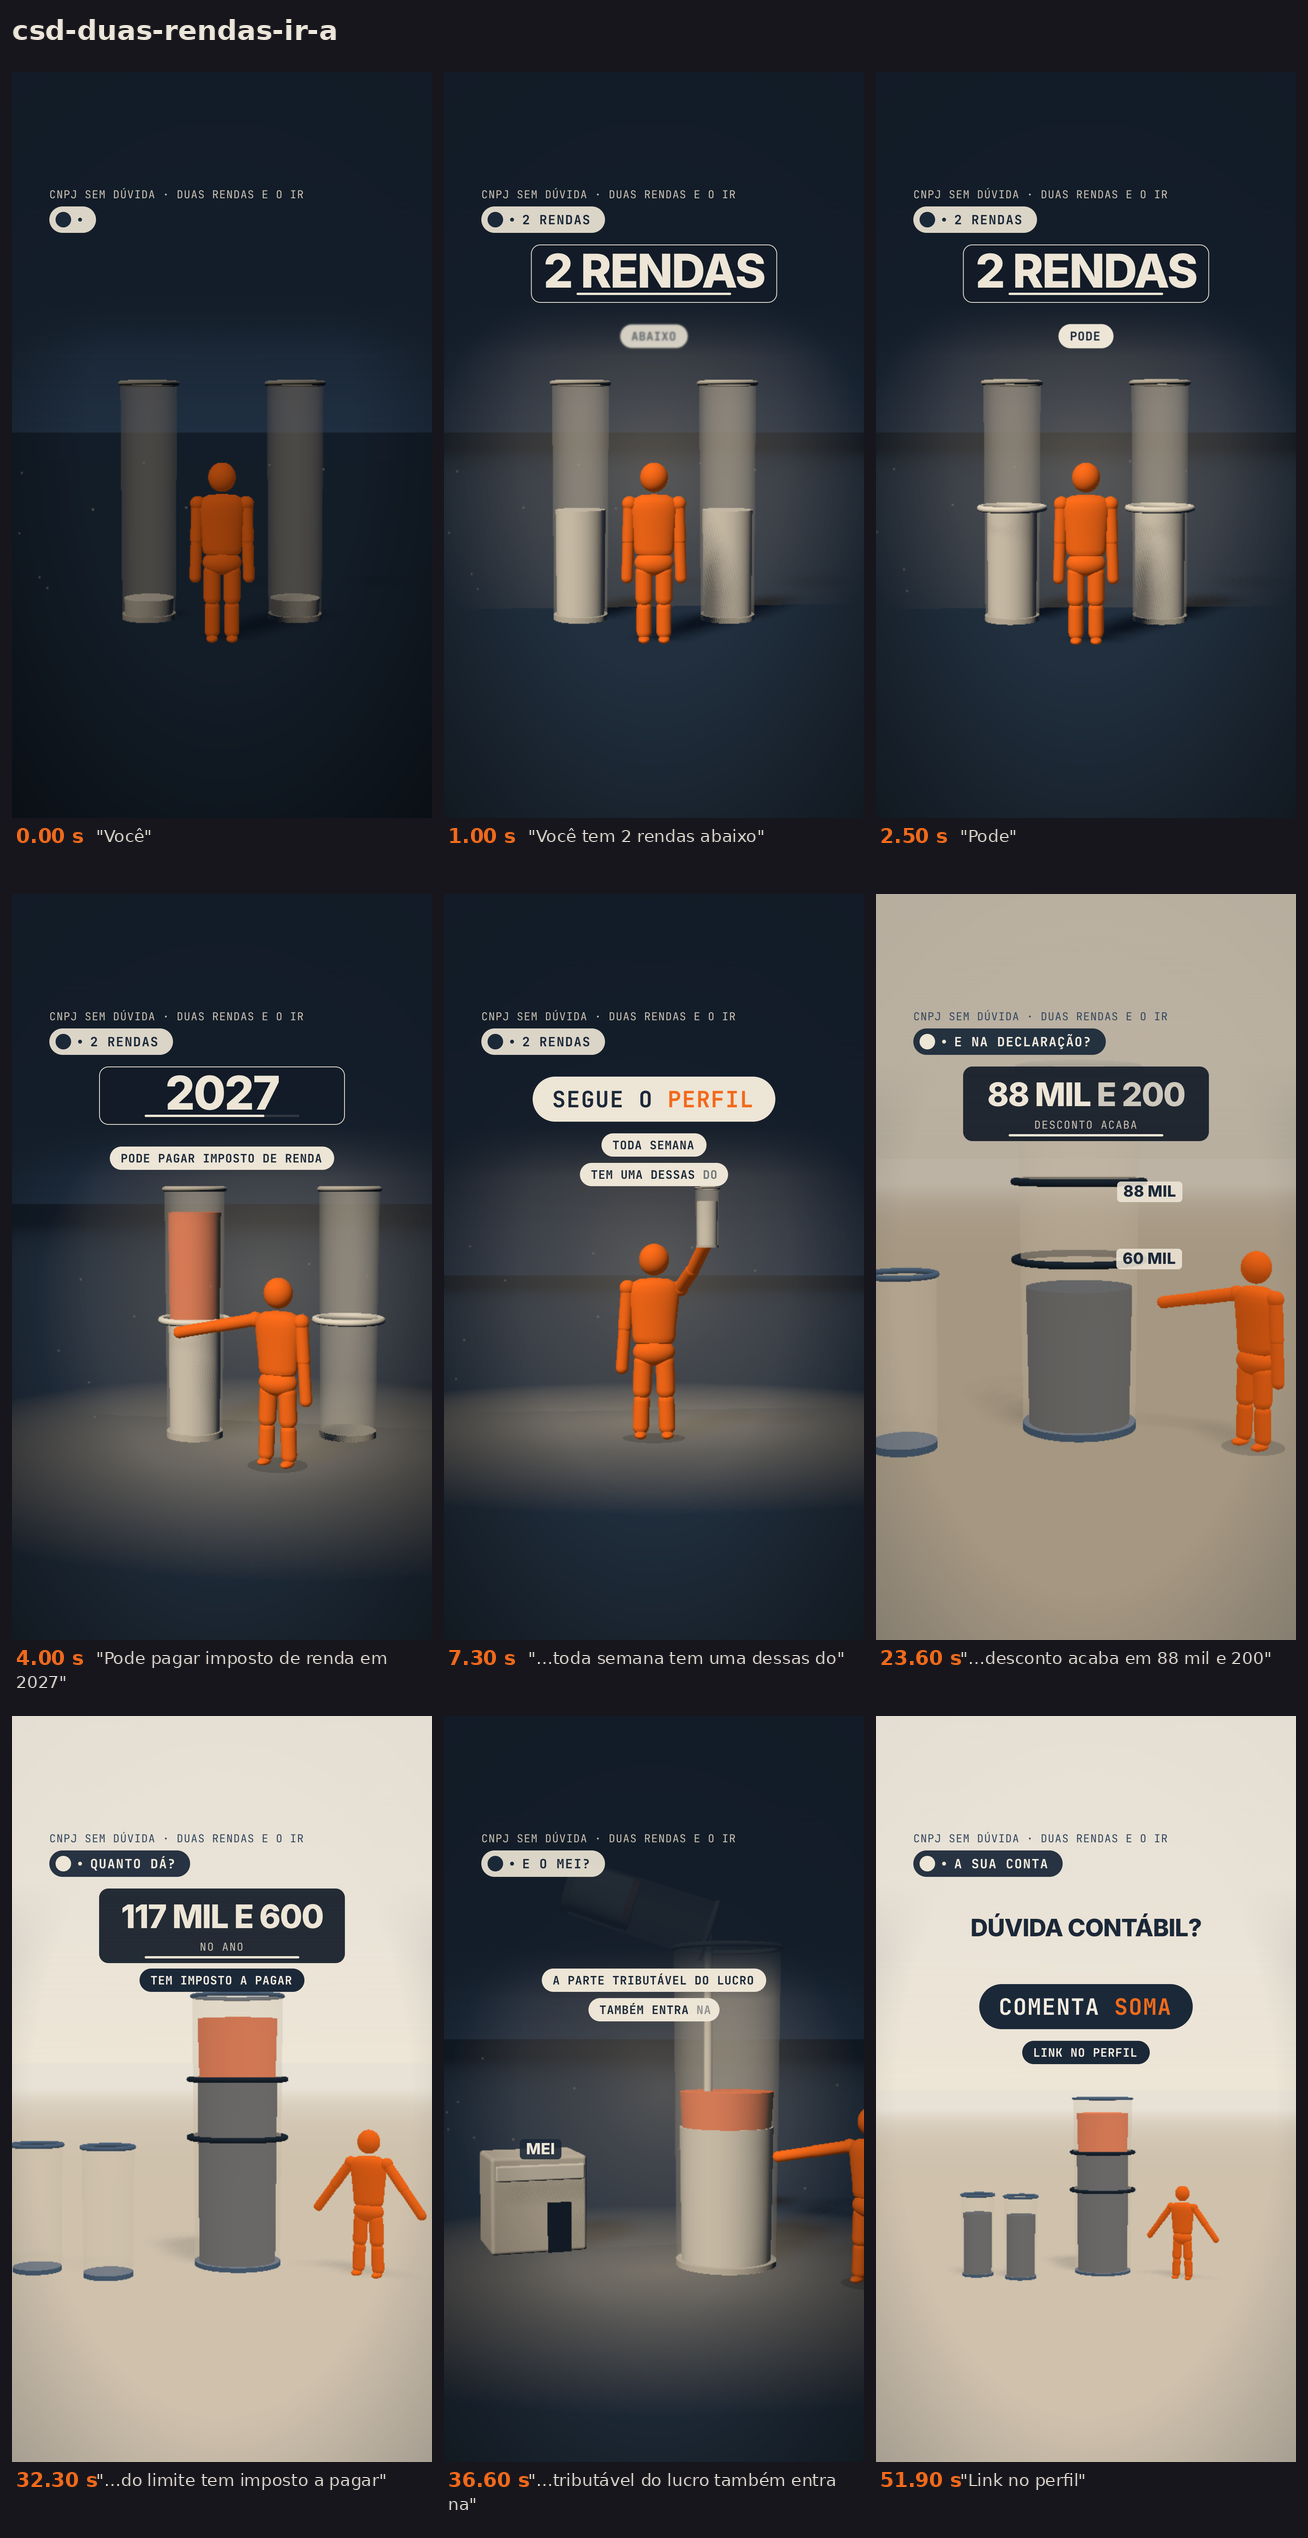 csd-duas-rendas-ir-a
CNPJ SEM DÚVIDA · DUAS RENDAS E O IR
•
0.00 s "Você"
CNPJ SEM DÚVIDA · DUAS RENDAS E O IR
• 2 RENDAS
2 RENDAS
ABAIXO
1.00 s "Você tem 2 rendas abaixo"
CNPJ SEM DÚVIDA · DUAS RENDAS E O IR
• 2 RENDAS
2 RENDAS
PODE
2.50 s "Pode"
CNPJ SEM DÚVIDA · DUAS RENDAS E O IR
• 2 RENDAS
2027
PODE PAGAR IMPOSTO DE RENDA
4.00 s "Pode pagar imposto de renda em
2027"
CNPJ SEM DÚVIDA · DUAS RENDAS E O IR
• 2 RENDAS
SEGUE O PERFIL
TODA SEMANA
TEM UMA DESSAS DO
7.30 s "...toda semana tem uma dessas do"
CNPJ SEM DÚVIDA · DUAS RENDAS E O IR
• E NA DECLARAÇÃO?
88 MIL E 200
DESCONTO ACABA
88 MIL
60 MIL
23.60 s "...desconto acaba em 88 mil e 200"
CNPJ SEM DÚVIDA · DUAS RENDAS E O IR
• QUANTO DÁ?
117 MIL E 600
NO ANO
TEM IMPOSTO A PAGAR
32.30 s "...do limite tem imposto a pagar"
CNPJ SEM DÚVIDA · DUAS RENDAS E O IR
• E O MEI?
A PARTE TRIBUTÁVEL DO LUCRO
TAMBÉM ENTRA NA
MEI
36.60 s "...tributável do lucro também entra
na"
CNPJ SEM DÚVIDA · DUAS RENDAS E O IR
• A SUA CONTA
DÚVIDA CONTÁBIL?
COMENTA SOMA
LINK NO PERFIL
51.90 s "Link no perfil"